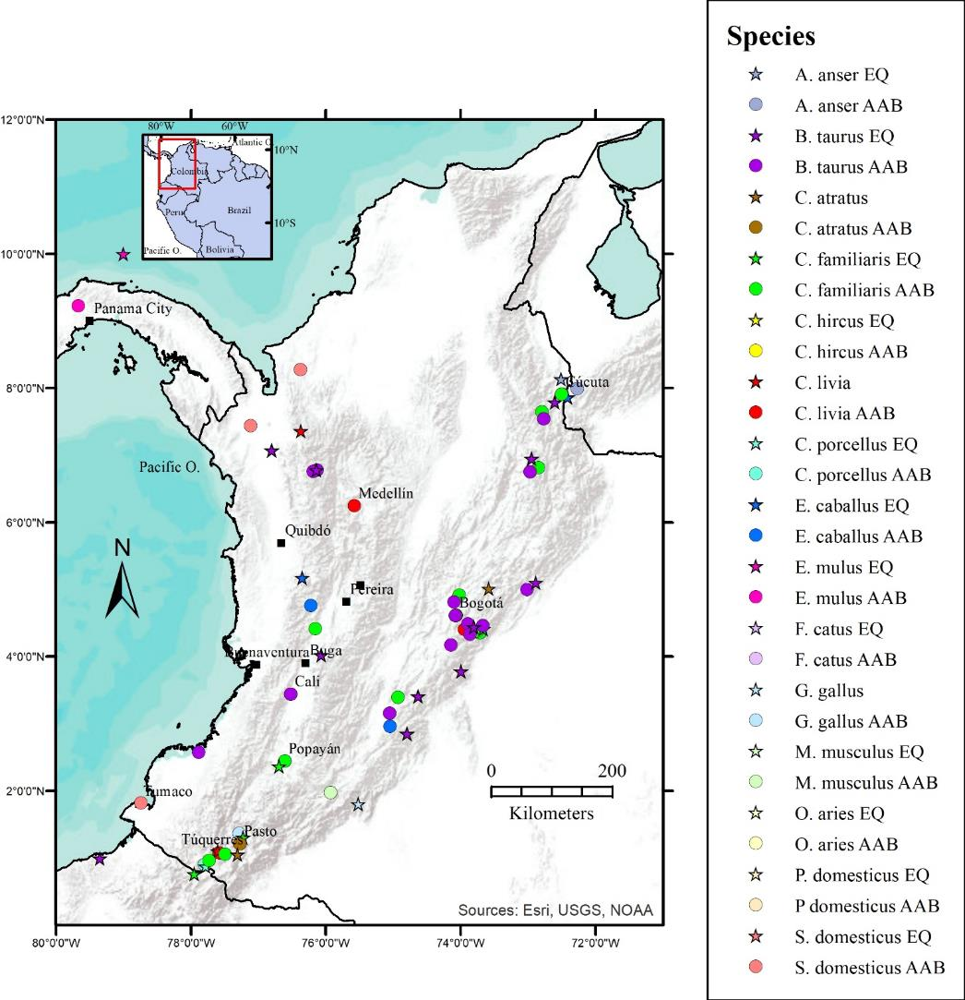 Species
A. anser EQ
A. anser AAB
B. taurus EQ
B. taurus AAB
C. atratus
C. atratus AAB
C. familiaris EQ
C. familiaris AAB
C. hircus EQ
C. hircus AAB
C. livia
C. livia AAB
C. porcellus EQ
C. porcellus AAB
E. caballus EQ
E. caballus AAB
E. mulus EQ
E. mulus AAB
F. catus EQ
F. catus AAB
G. gallus
G. gallus AAB
M. musculus EQ
M. musculus AAB
O. aries EQ
O. aries AAB
P. domesticus EQ
P domesticus AAB
S. domesticus EQ
S. domesticus AAB
12°0'0"N
10°0'0"N
8°0'0"N
6°0'0"N
4°0'0"N
2°0'0"N
80°0'0"W
78°0'0"W
76°0'0"W
74°0'0"W
72°0'0"W
80°W
60°W
Atlantic O.
10°N
Colombia
Peru
Brazil
10°S
Pacific O.
Bolivia
Panama City
Cúcuta
Pacific O.
Medellín
N
Quibdó
Pereira
Bogotá
Buenaventura
Buga
Cali
Popayán
0
200
Kilometers
Tumaco
Túquerres
Pasto
Sources: Esri, USGS, NOAA